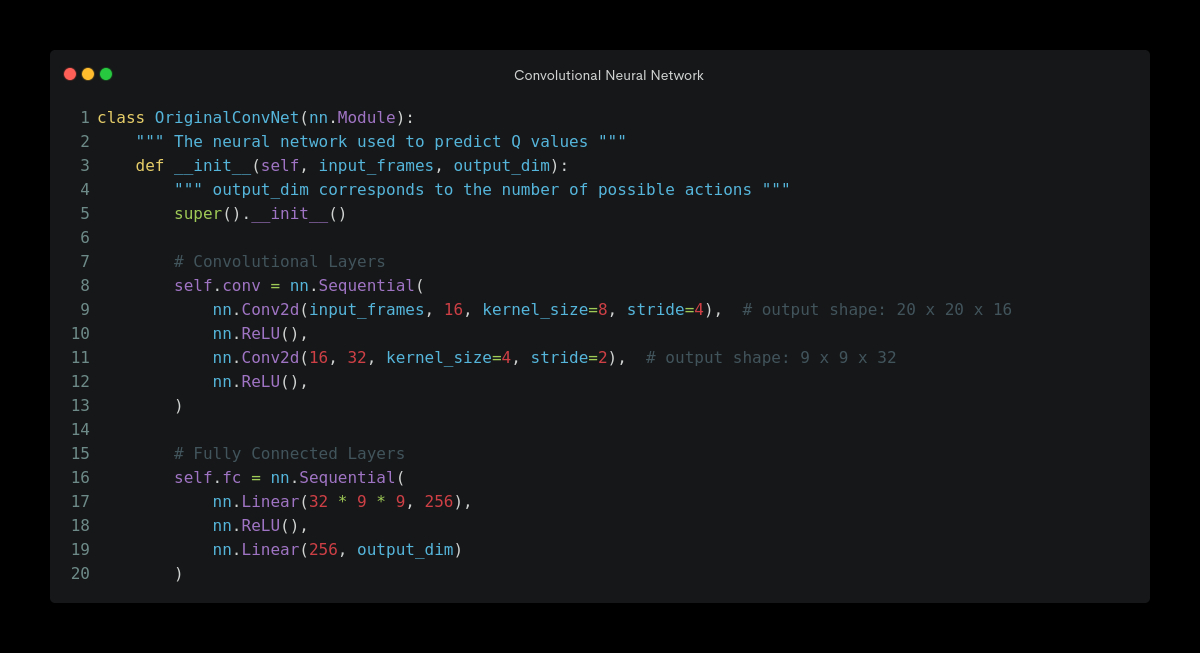 Convolutional Neural Network
1 class OriginalConvNet(nn.Module):
2     """ The neural network used to predict Q values """
3     def __init__(self, input_frames, output_dim):
4         """ output_dim corresponds to the number of possible actions """
5         super().__init__()
6
7         # Convolutional Layers
8         self.conv = nn.Sequential(
9             nn.Conv2d(input_frames, 16, kernel_size=8, stride=4),  # output shape: 20 x 20 x 16
10             nn.ReLU(),
11             nn.Conv2d(16, 32, kernel_size=4, stride=2),  # output shape: 9 x 9 x 32
12             nn.ReLU(),
13         )
14
15         # Fully Connected Layers
16         self.fc = nn.Sequential(
17             nn.Linear(32 * 9 * 9, 256),
18             nn.ReLU(),
19             nn.Linear(256, output_dim)
20         )